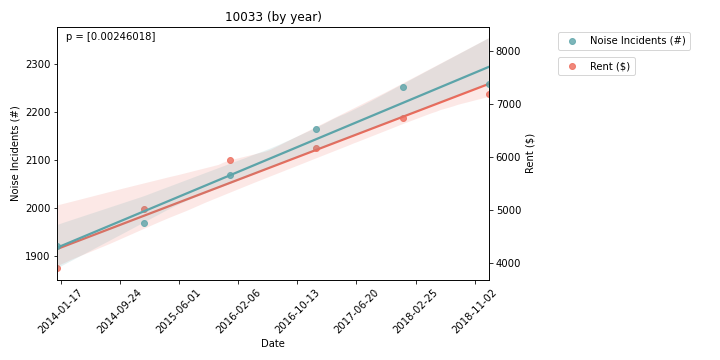 10033 (by year)
p = [0.00246018]
Noise Incidents (#)
Rent ($)
2300
2200
2100
2000
1900
Noise Incidents (#)
8000
7000
6000
5000
4000
Rent ($)
2014-01-17
2014-09-24
2015-06-01
2016-02-06
2016-10-13
2017-06-20
2018-02-25
2018-11-02
Date